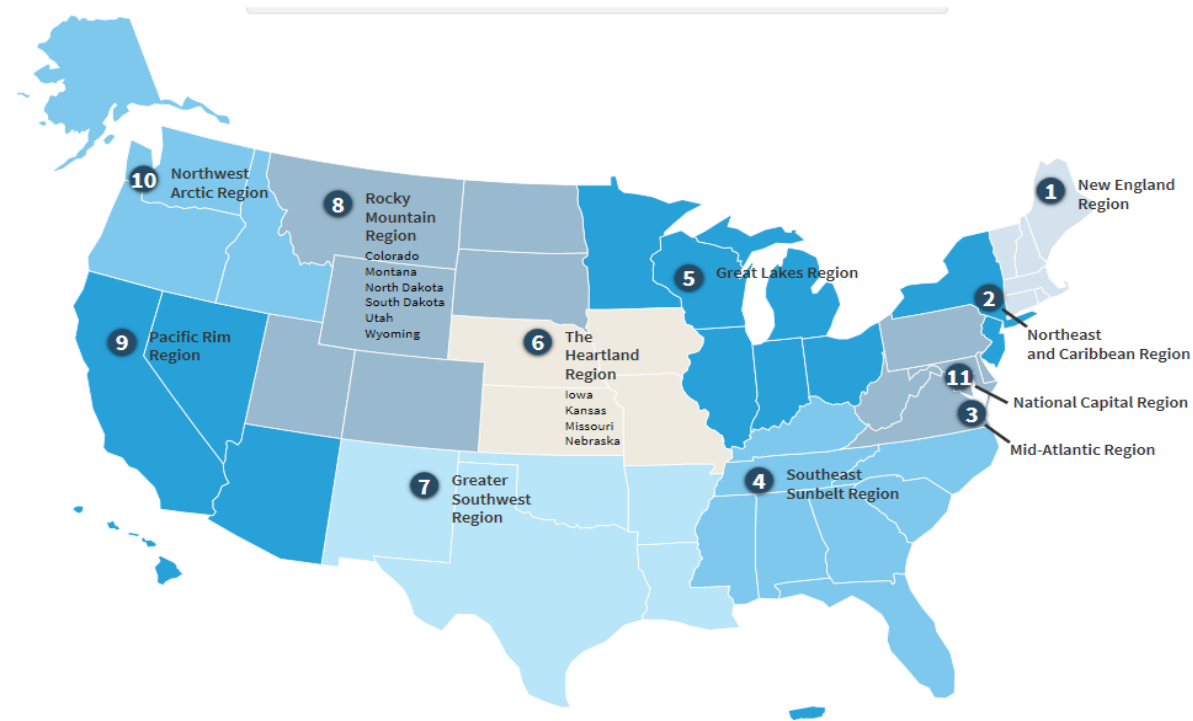 1
New England
Region
2
Northeast
and Caribbean Region
3
Mid-Atlantic Region
4
Southeast
Sunbelt Region
5
Great Lakes Region
6
The
Heartland
Region
Iowa
Kansas
Missouri
Nebraska
7
Greater
Southwest
Region
8
Rocky
Mountain
Region
Colorado
Montana
North Dakota
South Dakota
Utah
Wyoming
9
Pacific Rim
Region
10
Northwest
Arctic Region
11
National Capital Region